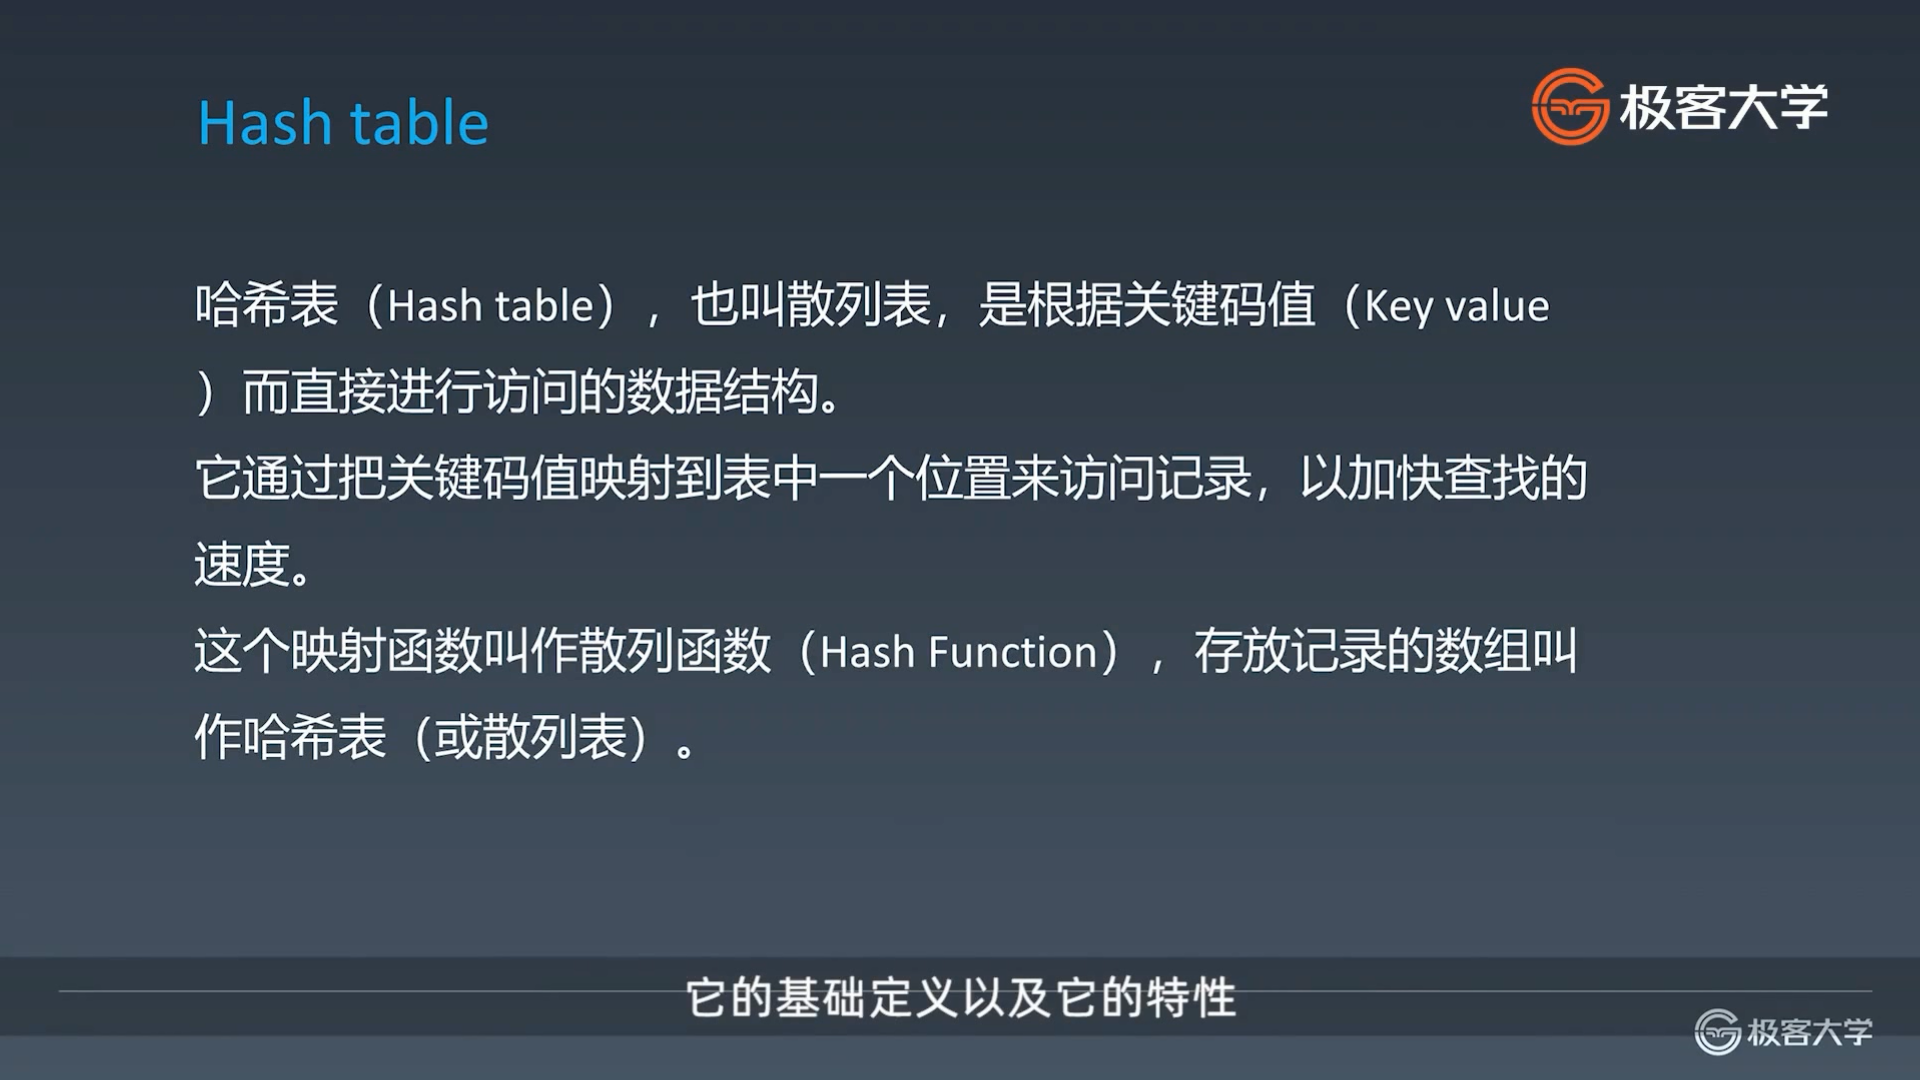 Hash table
极客大学
哈希表（Hash table），也叫散列表，是根据关键码值（Key value
）而直接进行访问的数据结构。
它通过把关键码值映射到表中一个位置来访问记录，以加快查找的
速度。
这个映射函数叫作散列函数（Hash Function），存放记录的数组叫
作哈希表（或散列表）。
它的基础定义以及它的特性
极客大学